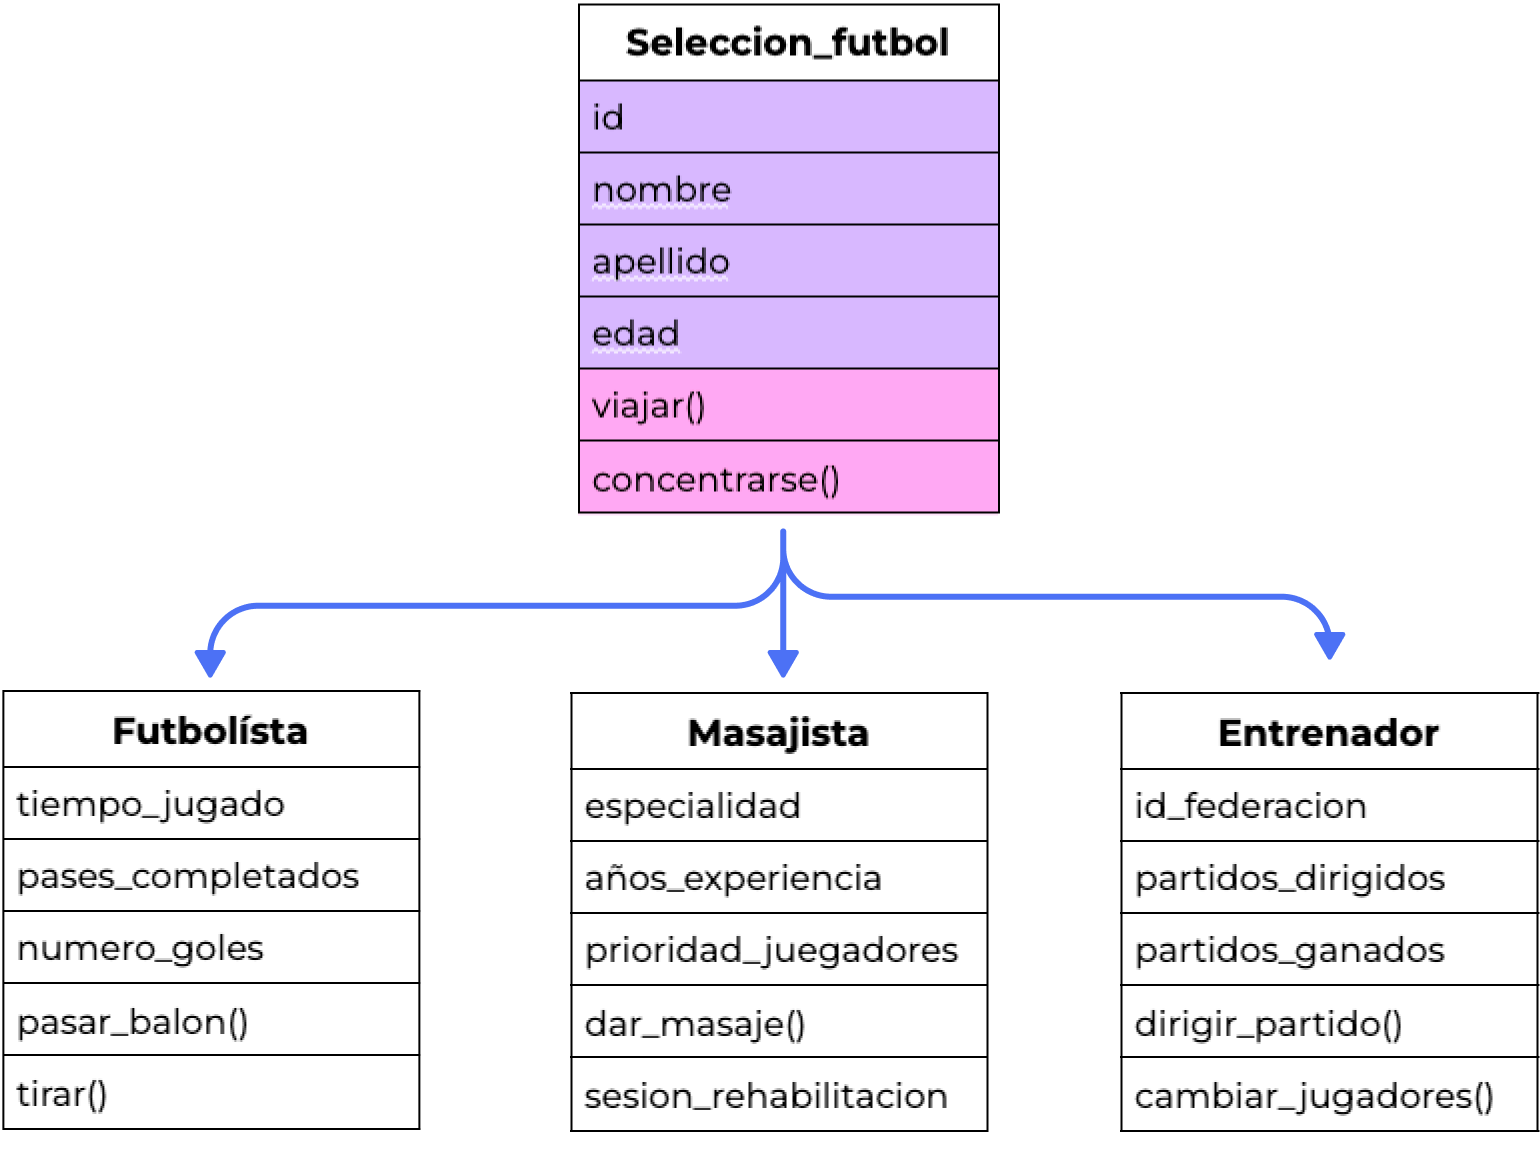 Seleccion_futbol
id
nombre
apellido
edad
viajar()
concentrarse()
Futbolísta
tiempo_jugado
pases_completados
numero_goles
pasar_balon()
tirar()
Masajista
especialidad
años_experiencia
prioridad_juegadores
dar_masaje()
sesion_rehabilitacion
Entrenador
id_federacion
partidos_dirigidos
partidos_ganados
dirigir_partido()
cambiar_jugadores()